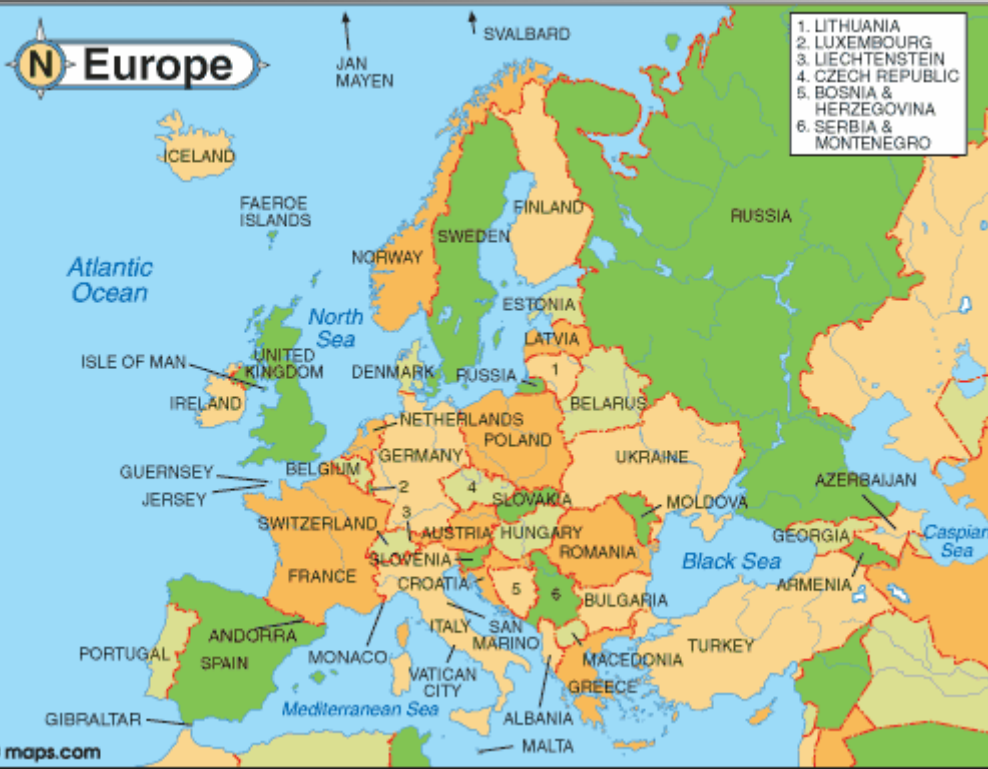 N Europe
SVALBARD
JAN
MAYEN
1. LITHUANIA
2. LUXEMBOURG
3. LIECHTENSTEIN
4. CZECH REPUBLIC
5. BOSNIA &
HERZEGOVINA
6. SERBIA &
MONTENEGRO
ICELAND
FAEROE
ISLANDS
FINLAND
RUSSIA
SWEDEN
NORWAY
Atlantic
Ocean
ESTONIA
North
Sea
LATVIA
ISLE OF MAN
UNITED
KINGDOM
DENMARK
RUSSIA
1
IRELAND
BELARUS
NETHERLANDS
POLAND
GERMANY
UKRAINE
BELGIUM
GUERNSEY
JERSEY
2
4
SLOVAKIA
MOLDOVA
AZERBAIJAN
3
SWITZERLAND
AUSTRIA
HUNGARY
GEORGIA
Caspian
Sea
ROMANIA
SLOVENIA
Black Sea
FRANCE
CROATIA
5
6
BULGARIA
ARMENIA
ITALY
SAN
MARINO
ANDORRA
PORTUGAL
SPAIN
MONACO
VATICAN
CITY
MACEDONIA
TURKEY
GREECE
Mediterranean Sea
GIBRALTAR
ALBANIA
MALTA
maps.com